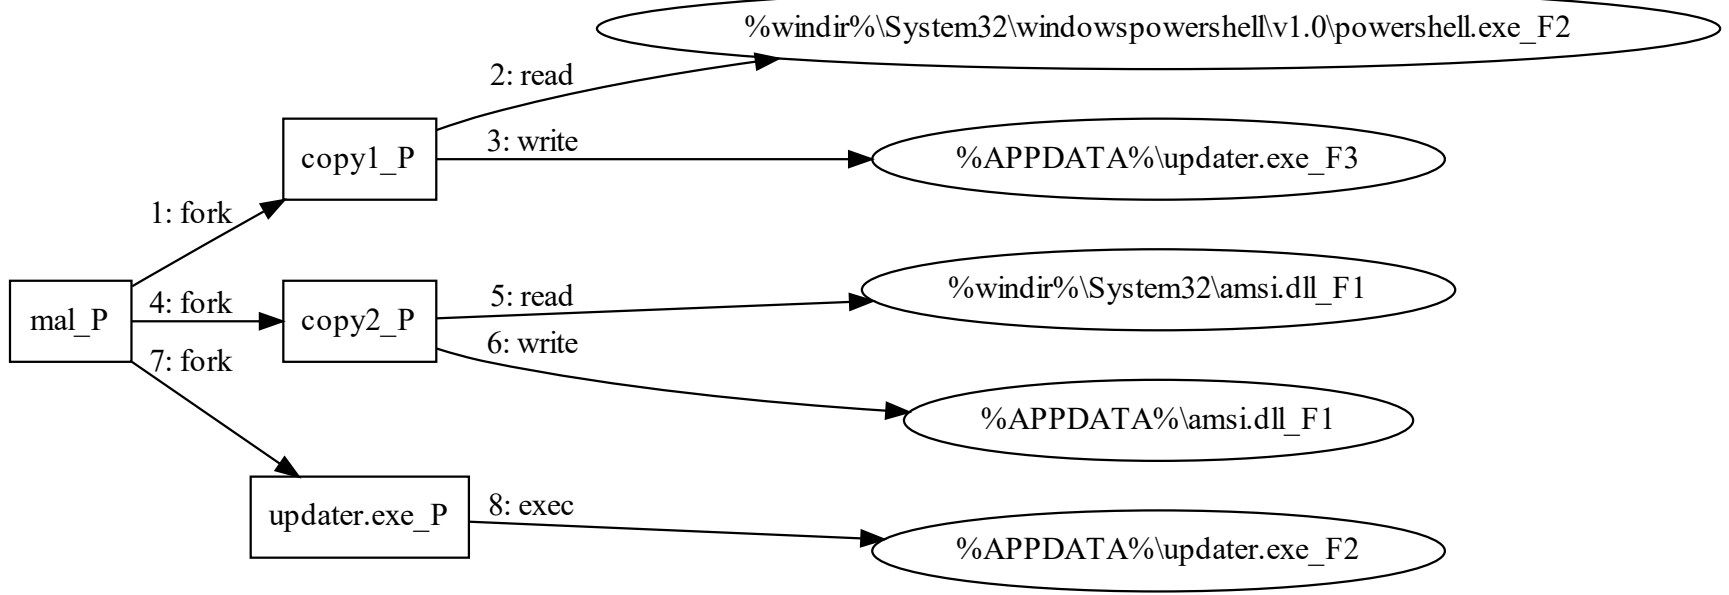 %windir%\System32\windowspowershell\v1.0\powershell.exe_F2
2: read
3: write
copy1_P
%APPDATA%\updater.exe_F3
1: fork
mal_P
4: fork
copy2_P
5: read
%windir%\System32\amsi.dll_F1
6: write
7: fork
%APPDATA%\amsi.dll_F1
updater.exe_P
8: exec
%APPDATA%\updater.exe_F2